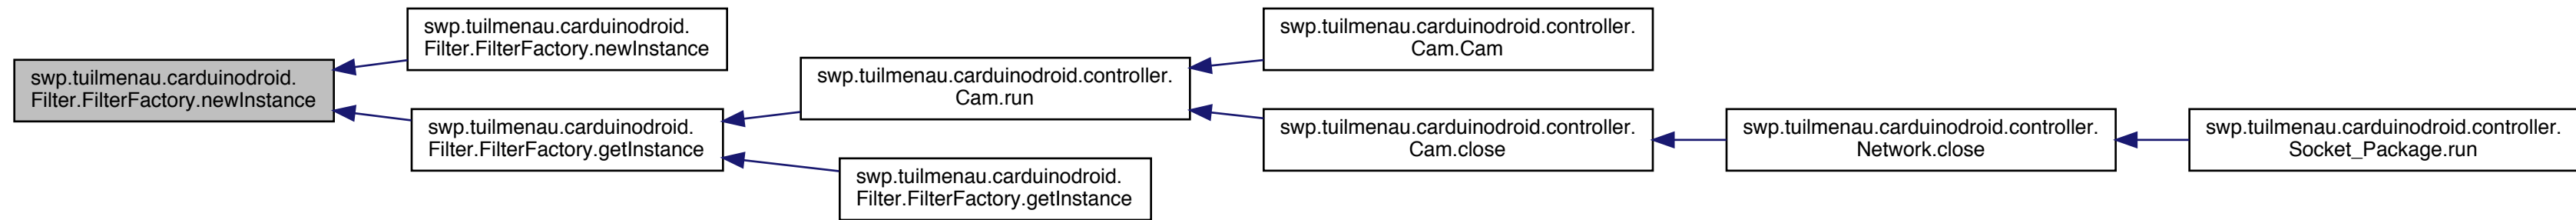 swp.tuilmenau.carduinodroid.
Filter.FilterFactory.newInstance
swp.tuilmenau.carduinodroid.
Filter.FilterFactory.newInstance
swp.tuilmenau.carduinodroid.
Filter.FilterFactory.getInstance
swp.tuilmenau.carduinodroid.controller.
Cam.run
swp.tuilmenau.carduinodroid.
Filter.FilterFactory.getInstance
swp.tuilmenau.carduinodroid.controller.
Cam.Cam
swp.tuilmenau.carduinodroid.controller.
Cam.close
swp.tuilmenau.carduinodroid.controller.
Network.close
swp.tuilmenau.carduinodroid.controller.
Socket_Package.run